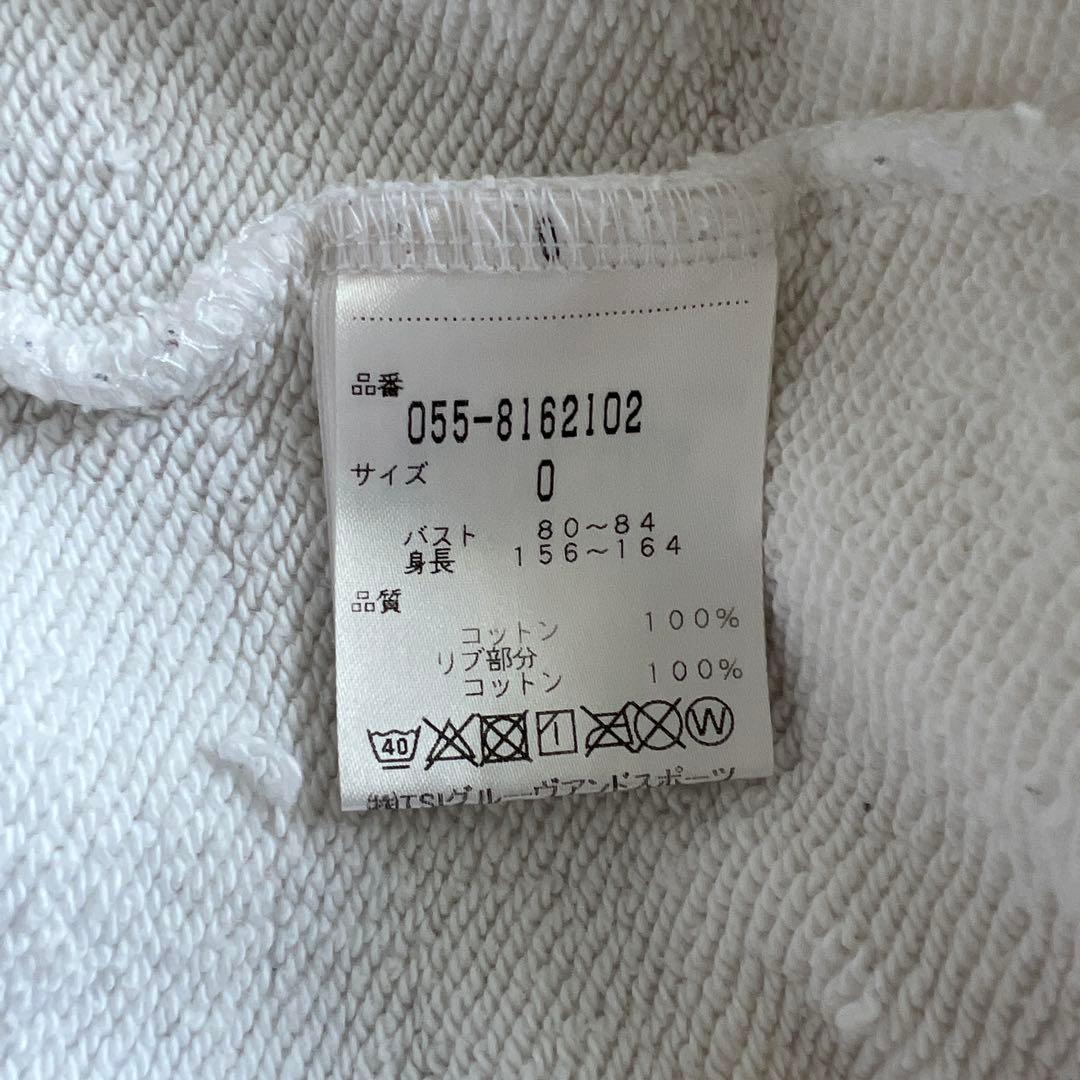 0
品番
055-8162102
サイズ 0
バスト 80～84
身長 156～164
品質
コットン 100%
リブ部分
コットン 100%
40 W
㈱TSIグルーヴアンドスポーツ